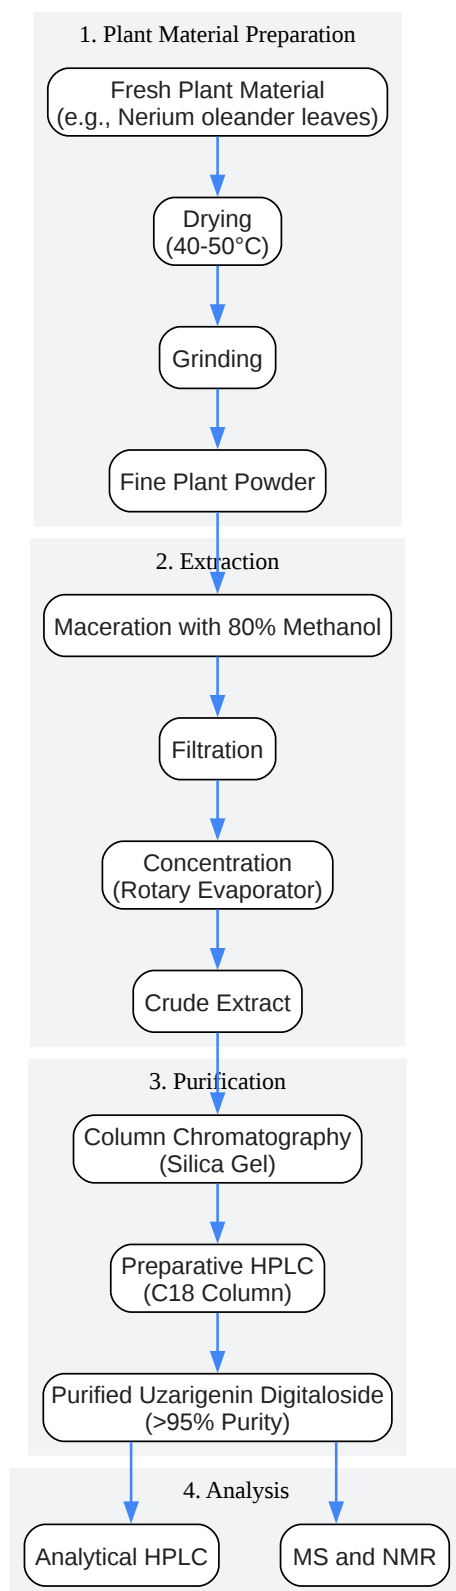 1. Plant Material Preparation
Fresh Plant Material
(e.g., Nerium oleander leaves)
Drying
(40-50°C)
Grinding
Fine Plant Powder
2. Extraction
Maceration with 80% Methanol
Filtration
Concentration
(Rotary Evaporator)
Crude Extract
3. Purification
Column Chromatography
(Silica Gel)
Preparative HPLC
(C18 Column)
Purified Uzarigenin Digitaloside
(>95% Purity)
4. Analysis
Analytical HPLC
MS and NMR